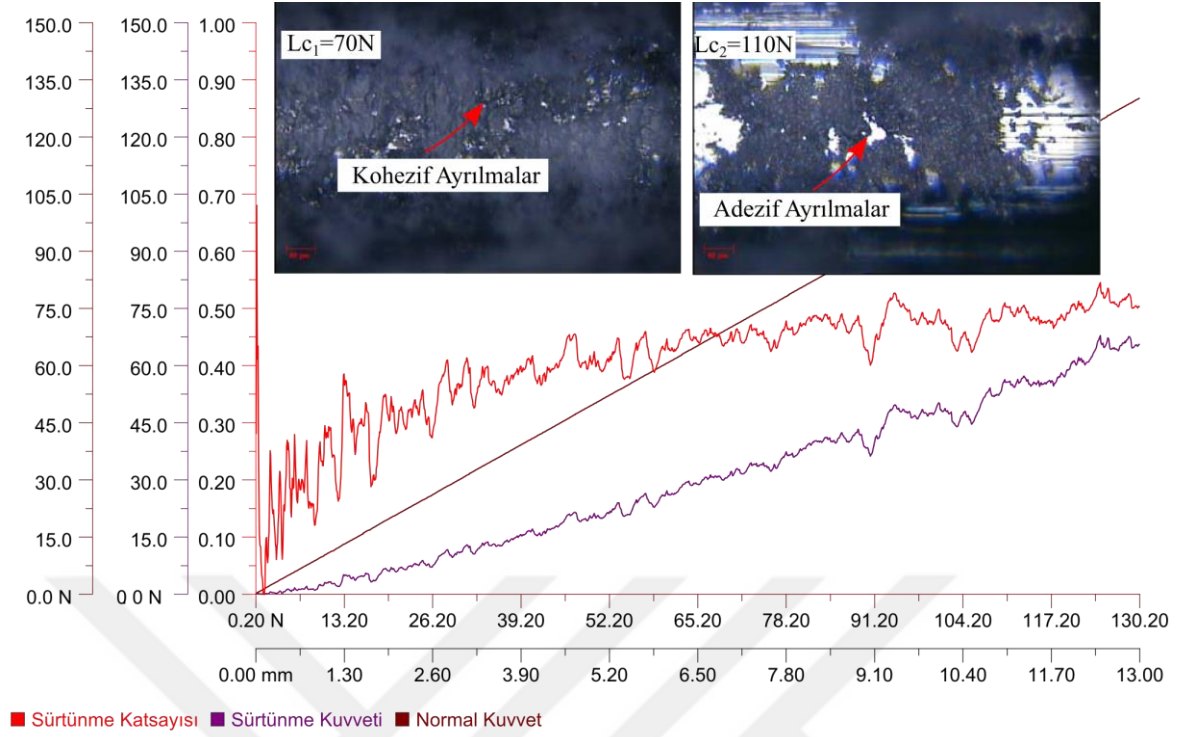 150.0 150.0 1.00
135.0 135.0 0.90
120.0 120.0 0.80
105.0 105.0 0.70
90.0 90.0 0.60
75.0 75.0 0.50
60.0 60.0 0.40
45.0 45.0 0.30
30.0 30.0 0.20
15.0 15.0 0.10
0.0 N 0 0 N 0.00
Lc₁=70N
Kohezif Ayrılmalar
Lc₂=110N
Adezif Ayrılmalar
0.20 N 13.20 26.20 39.20 52.20 65.20 78.20 91.20 104.20 117.20 130.20
0.00 mm 1.30 2.60 3.90 5.20 6.50 7.80 9.10 10.40 11.70 13.00
Sürtünme Katsayısı Sürtünme Kuvveti Normal Kuvvet